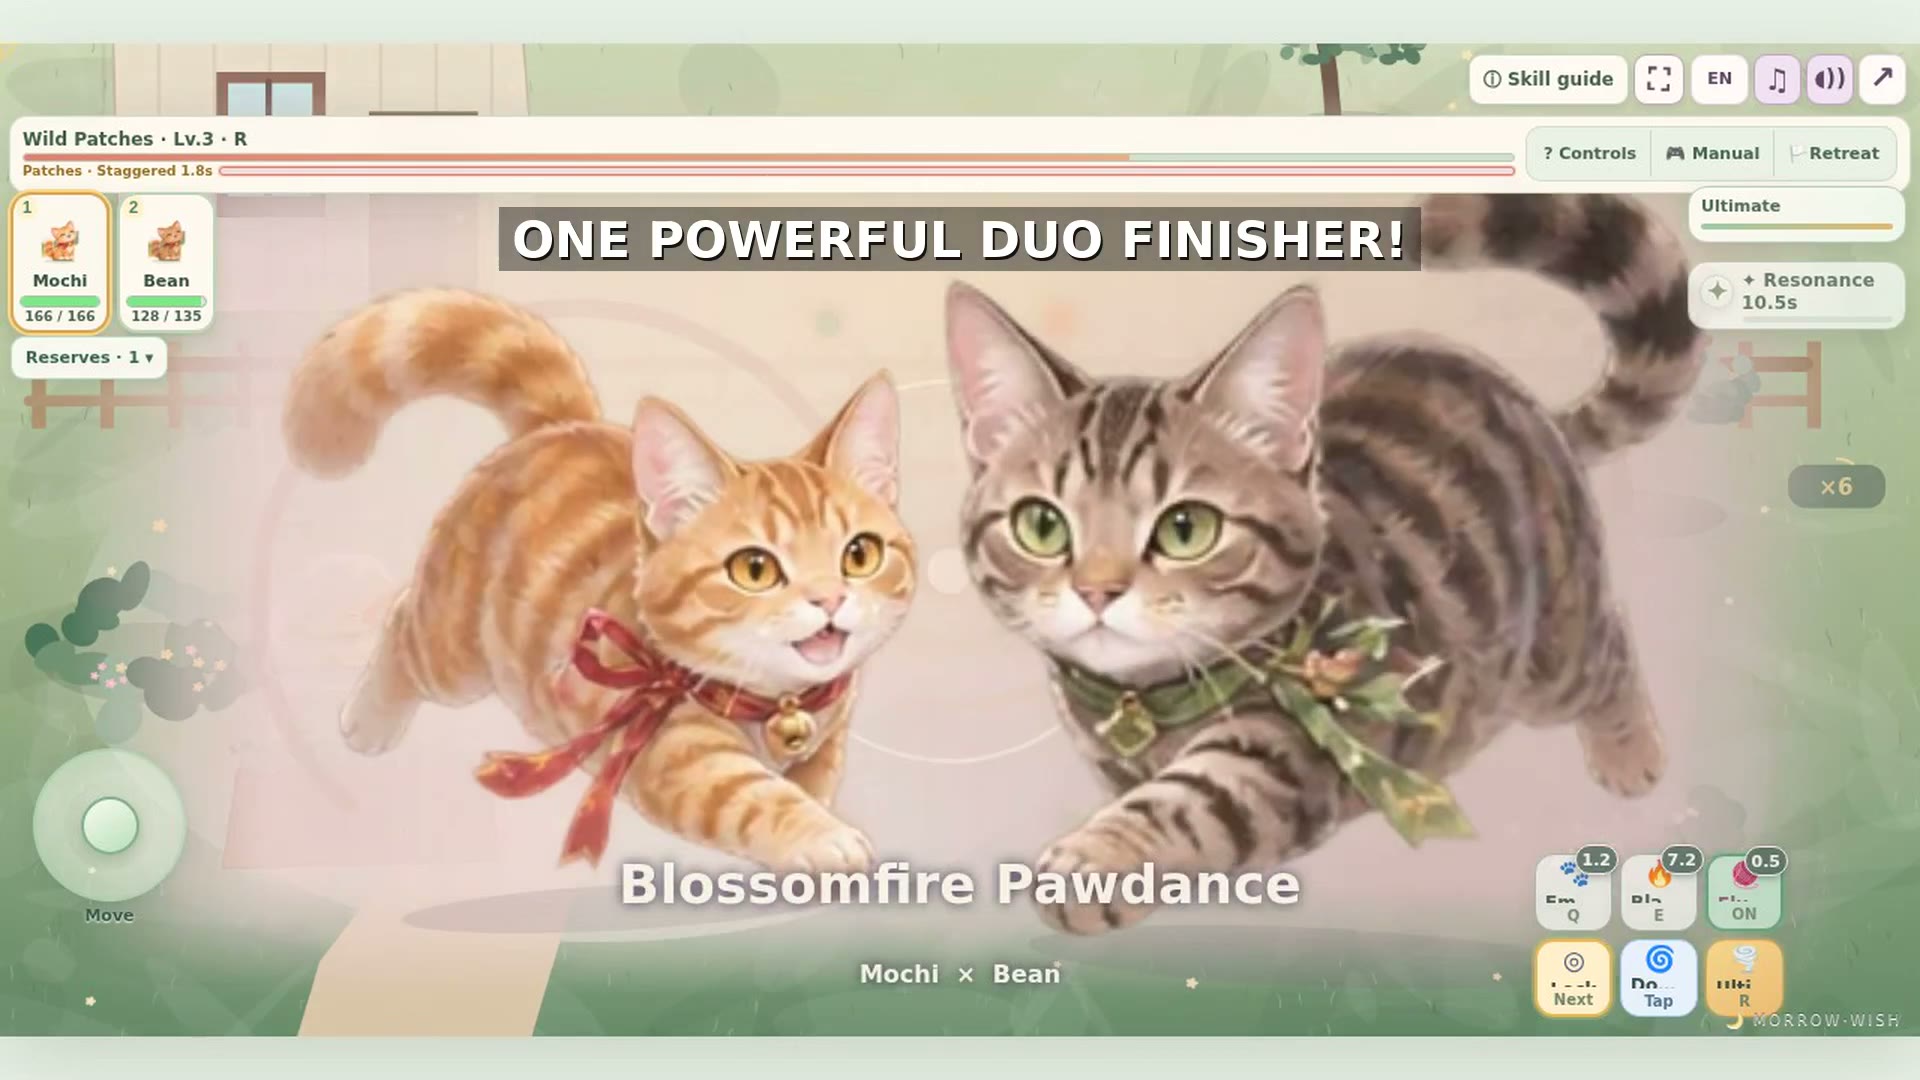 ⓘ Skill guide
EN
Wild Patches · Lv.3 · R
Patches · Staggered 1.8s
? Controls
Manual
Retreat
1
Mochi
166 / 166
2
Bean
128 / 135
Reserves · 1 ▾
ONE POWERFUL DUO FINISHER!
Ultimate
✦ Resonance
10.5s
×6
Move
Blossomfire Pawdance
Mochi × Bean
1.2
Q
7.2
E
0.5
ON
Next
Do...
Tap
R
MORROW·WISH